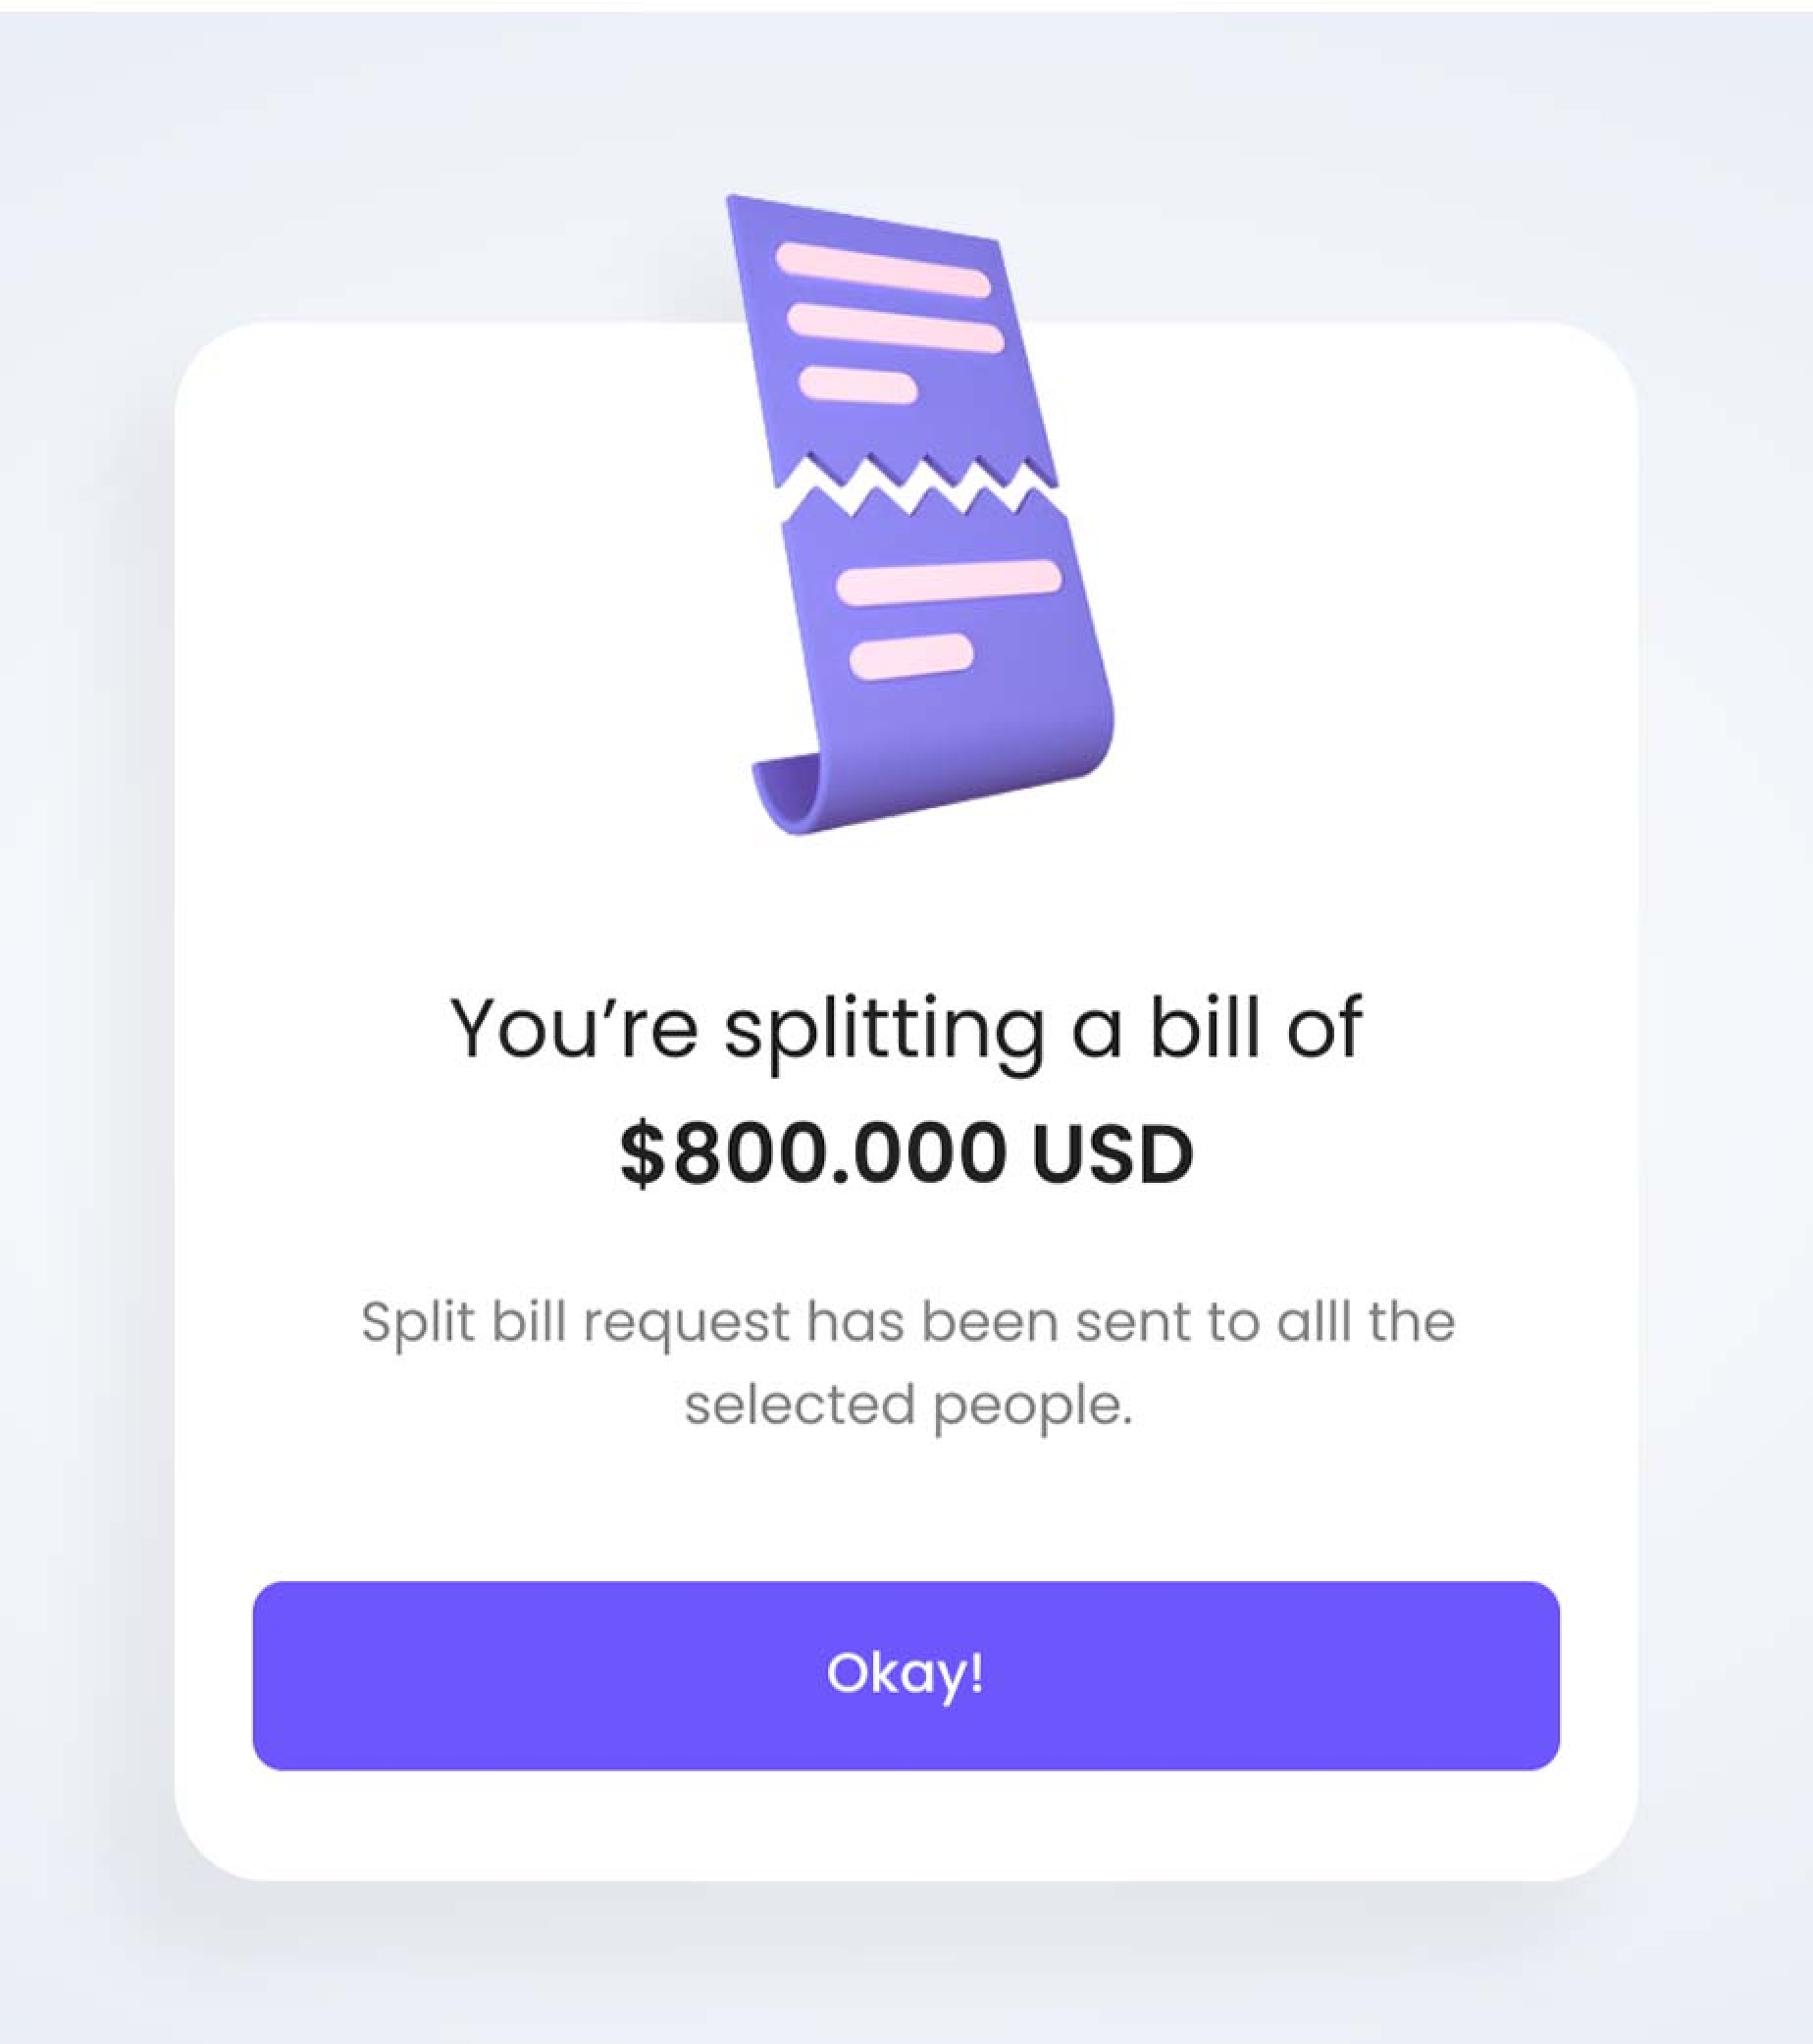 You’re splitting a bill of
$800.000 USD
Split bill request has been sent to alll the
selected people.
Okay!